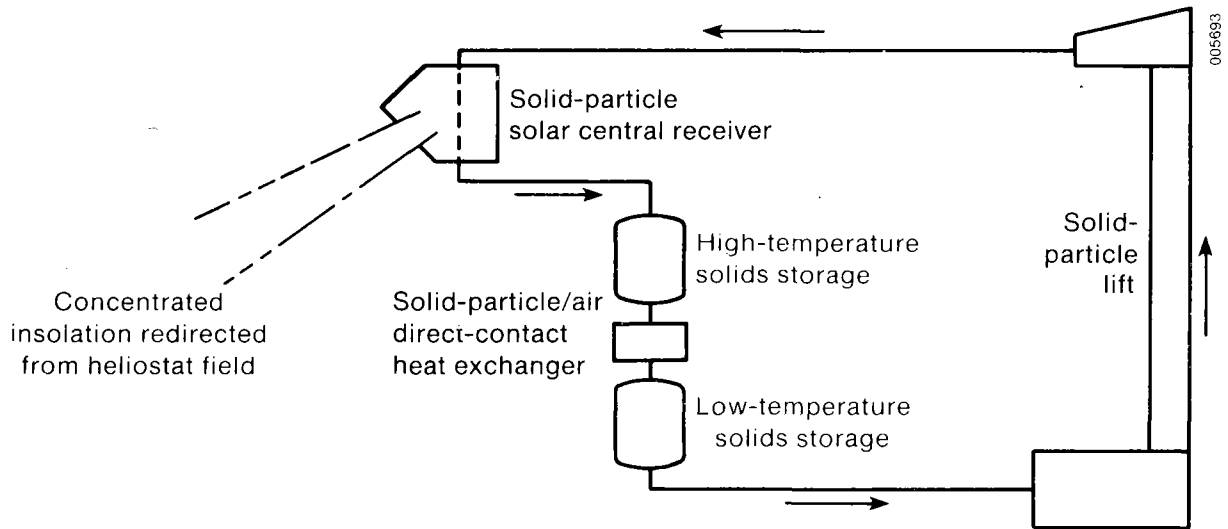 005693
Solid-particle
solar central receiver
High-temperature
solids storage
Solid-
particle
lift
Concentrated
insolation redirected
from heliostat field
Solid-particle/air
direct-contact
heat exchanger
Low-temperature
solids storage